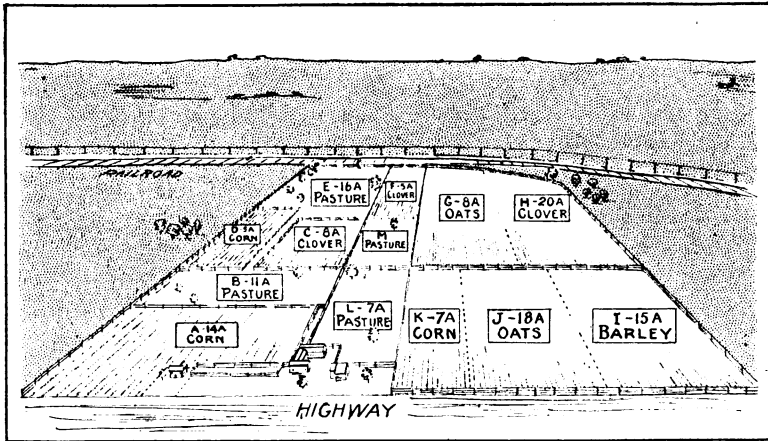 RAILROAD
E-16A
PASTURE
F-5A
CLOVER
G-8A
OATS
H-20A
CLOVER
CORN
C-8A
CLOVER
M
PASTURE
B-11A
PASTURE
L-7A
PASTURE
K-7A
CORN
J-18A
OATS
I-15A
BARLEY
A-14A
CORN
HIGHWAY